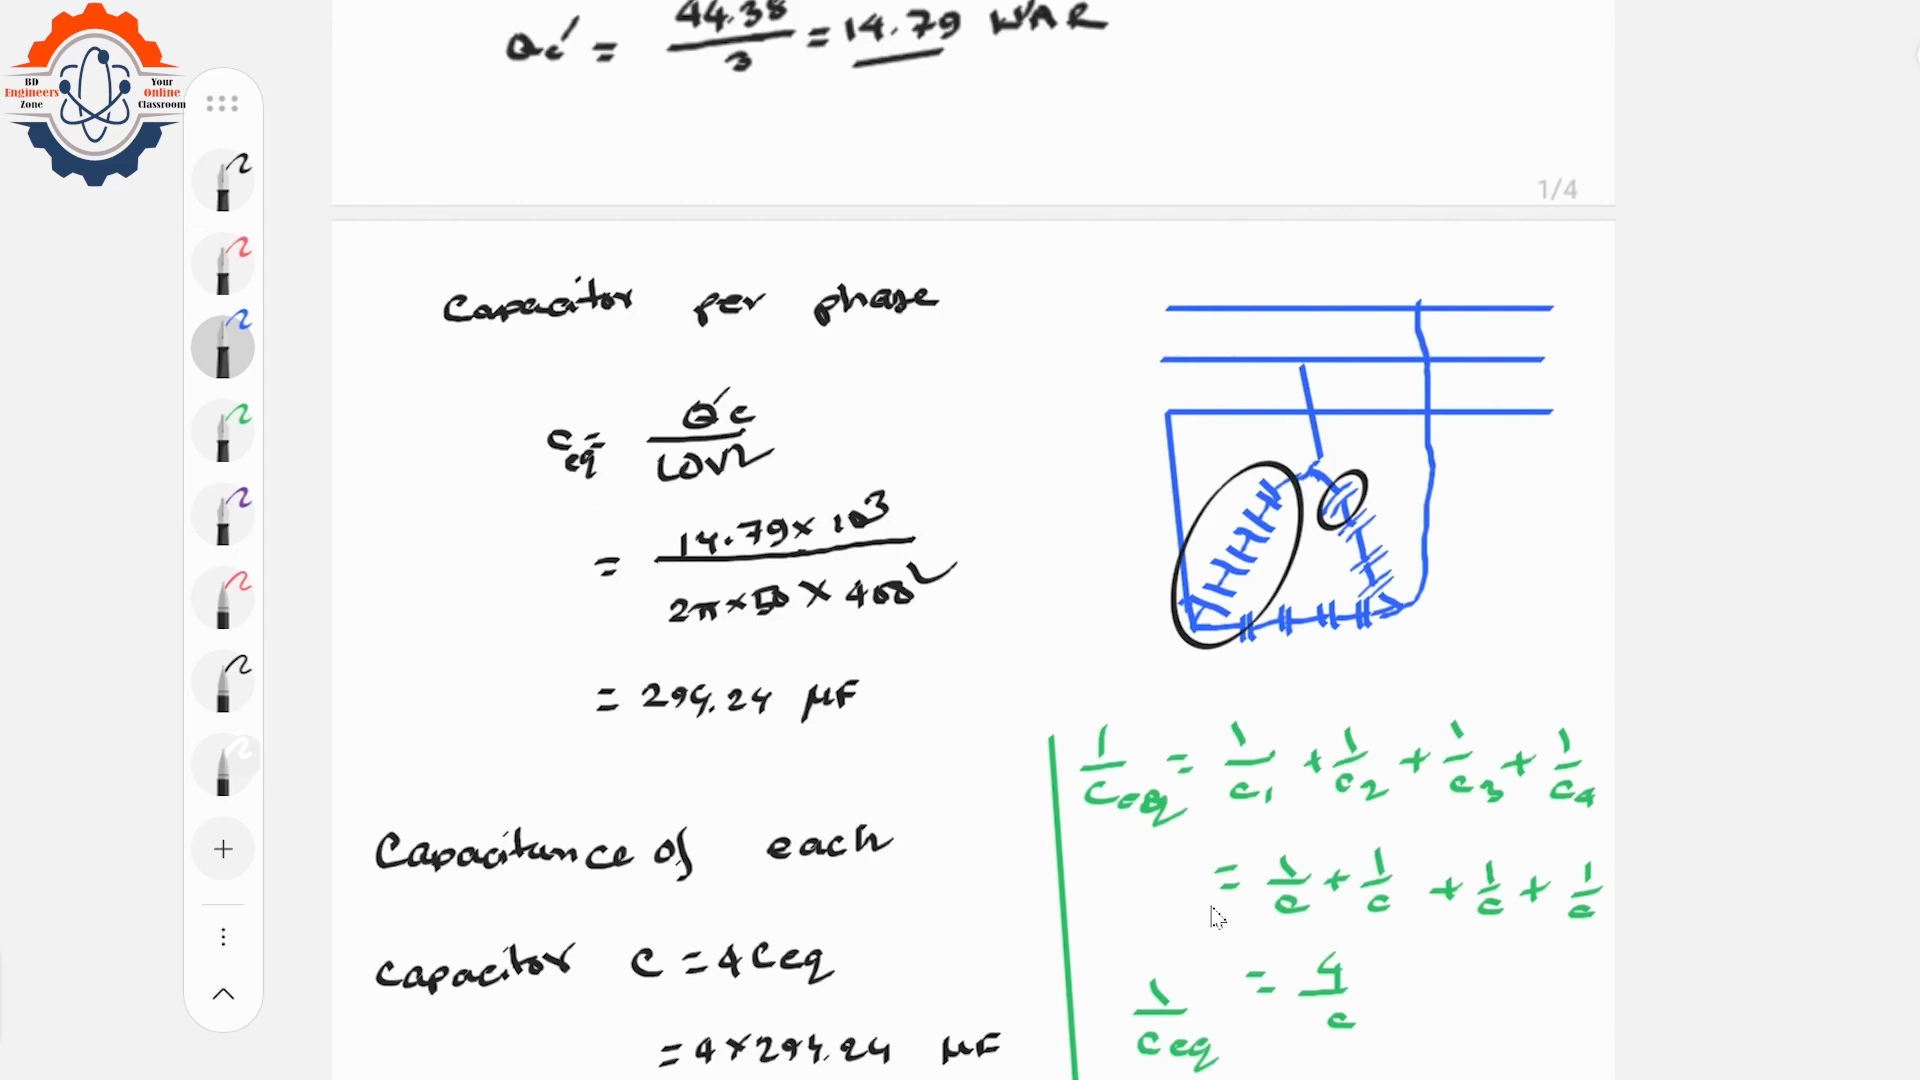 BD Engineers Zone
Your Online Classroom
Qc' = 44.38 / 3 = 14.79 kVAR
1/4
Capacitor per phase
Ceq = Q'c / ωV²
= 14.79 × 10³ / 2π × 50 × 400²
= 294.24 μF
Capacitance of each
capacitor C = 4Ceq
= 4 × 294.24 μF
1/Ceq = 1/C1 + 1/C2 + 1/C3 + 1/C4
= 1/C + 1/C + 1/C + 1/C
1/Ceq = 4/C